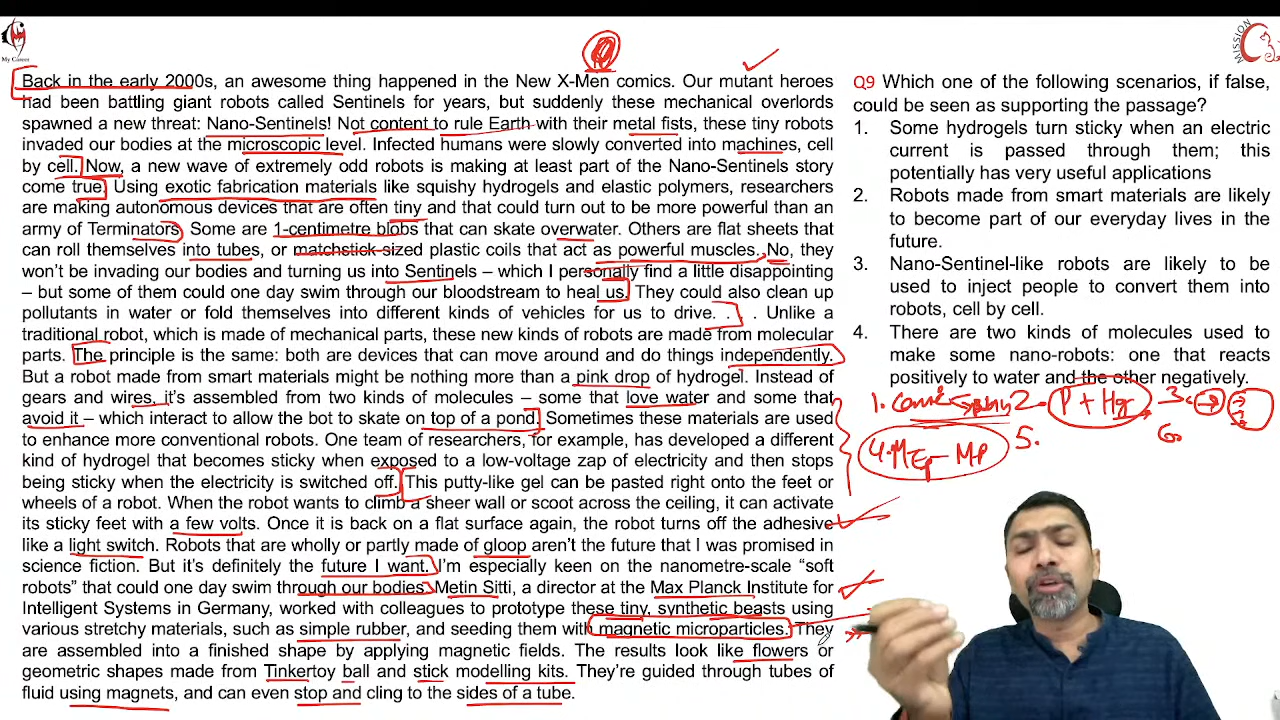 My Career
MISSION
Back in the early 2000s, an awesome thing happened in the New X-Men comics. Our mutant heroes
had been battling giant robots called Sentinels for years, but suddenly these mechanical overlords
spawned a new threat: Nano-Sentinels! Not content to rule Earth with their metal fists, these tiny robots
invaded our bodies at the microscopic level. Infected humans were slowly converted into machines, cell
by cell. Now, a new wave of extremely odd robots is making at least part of the Nano-Sentinels story
come true. Using exotic fabrication materials like squishy hydrogels and elastic polymers, researchers
are making autonomous devices that are often tiny and that could turn out to be more powerful than an
army of Terminators. Some are 1-centimetre blobs that can skate overwater. Others are flat sheets that
can roll themselves into tubes, or matchstick-sized plastic coils that act as powerful muscles. No, they
won't be invading our bodies and turning us into Sentinels – which I personally find a little disappointing
– but some of them could one day swim through our bloodstream to heal us. They could also clean up
pollutants in water or fold themselves into different kinds of vehicles for us to drive. . . Unlike a
traditional robot, which is made of mechanical parts, these new kinds of robots are made from molecular
parts. The principle is the same: both are devices that can move around and do things independently.
But a robot made from smart materials might be nothing more than a pink drop of hydrogel. Instead of
gears and wires, it's assembled from two kinds of molecules – some that love water and some that
avoid it – which interact to allow the bot to skate on top of a pond. Sometimes these materials are used
to enhance more conventional robots. One team of researchers, for example, has developed a different
kind of hydrogel that becomes sticky when exposed to a low-voltage zap of electricity and then stops
being sticky when the electricity is switched off. This putty-like gel can be pasted right onto the feet or
wheels of a robot. When the robot wants to climb a sheer wall or scoot across the ceiling, it can activate
its sticky feet with a few volts. Once it is back on a flat surface again, the robot turns off the adhesive
like a light switch. Robots that are wholly or partly made of gloop aren't the future that I was promised in
science fiction. But it's definitely the future I want. I'm especially keen on the nanometre-scale "soft
robots" that could one day swim through our bodies. Metin Sitti, a director at the Max Planck Institute for
Intelligent Systems in Germany, worked with colleagues to prototype these tiny, synthetic beasts using
various stretchy materials, such as simple rubber, and seeding them with magnetic microparticles. They
are assembled into a finished shape by applying magnetic fields. The results look like flowers or
geometric shapes made from Tinkertoy ball and stick modelling kits. They're guided through tubes of
fluid using magnets, and can even stop and cling to the sides of a tube.
Q9 Which one of the following scenarios, if false,
could be seen as supporting the passage?
1. Some hydrogels turn sticky when an electric
current is passed through them; this
potentially has very useful applications
2. Robots made from smart materials are likely
to become part of our everyday lives in the
future.
3. Nano-Sentinel-like robots are likely to be
used to inject people to convert them into
robots, cell by cell.
4. There are two kinds of molecules used to
make some nano-robots: one that reacts
positively to water and the other negatively.
1. 2. P + Hg 3.
4. 5. 6.